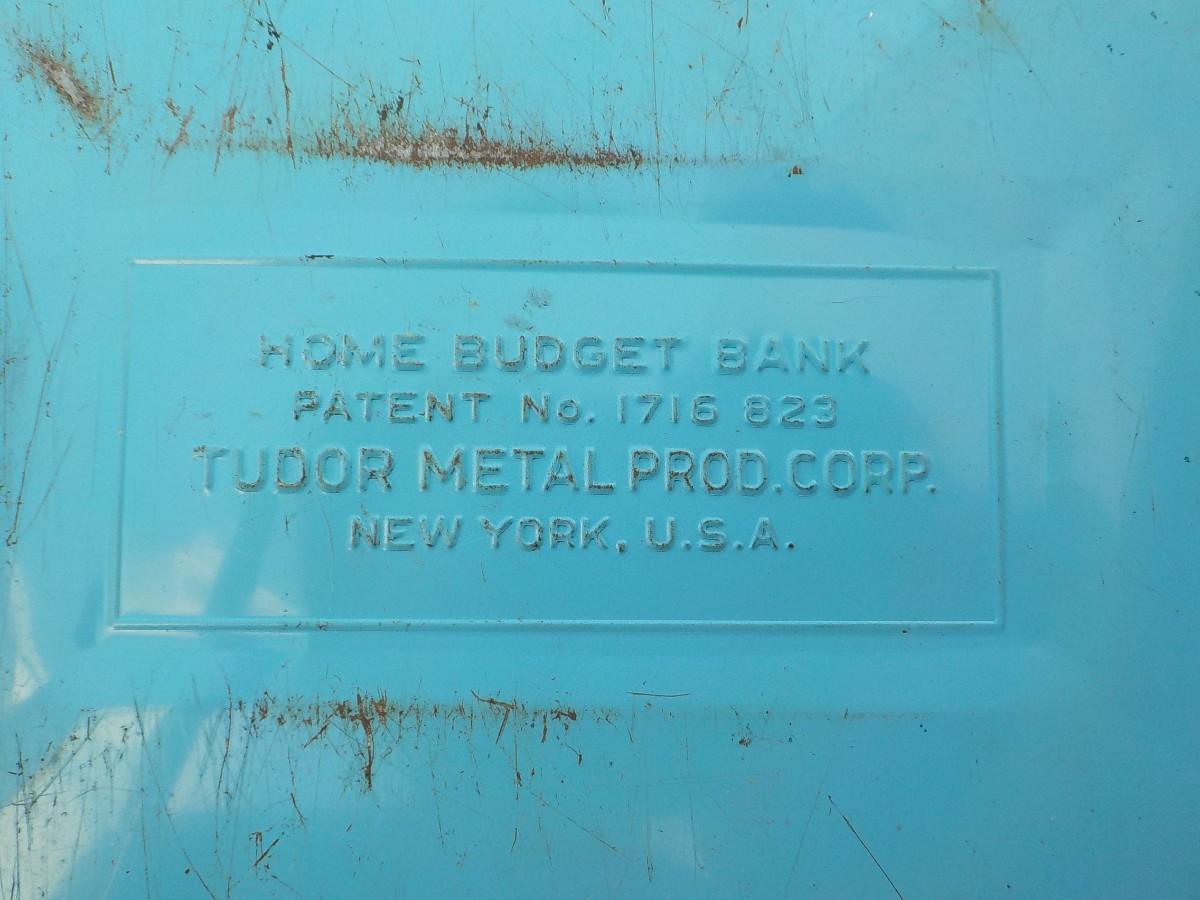 HOME BUDGET BANK
PATENT No. 1716 823
TUDOR METAL PROD. CORP.
NEW YORK, U.S.A.